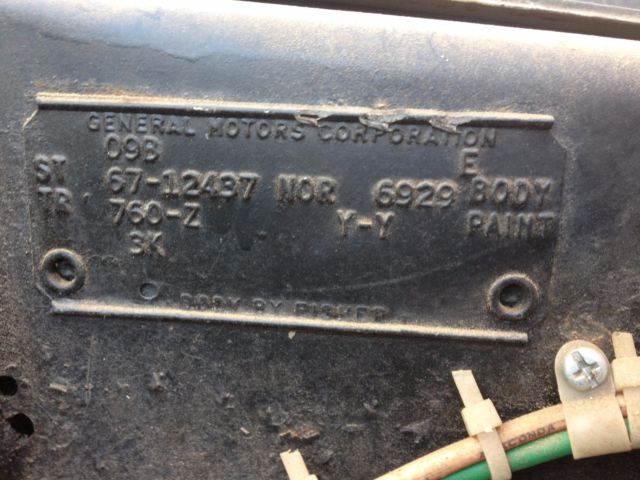 GENERAL MOTORS CORPORATION
09B E
ST 67-12437 NOR 6929 BODY
TR 760-Z Y-Y PAINT
3K
BODY BY FISHER